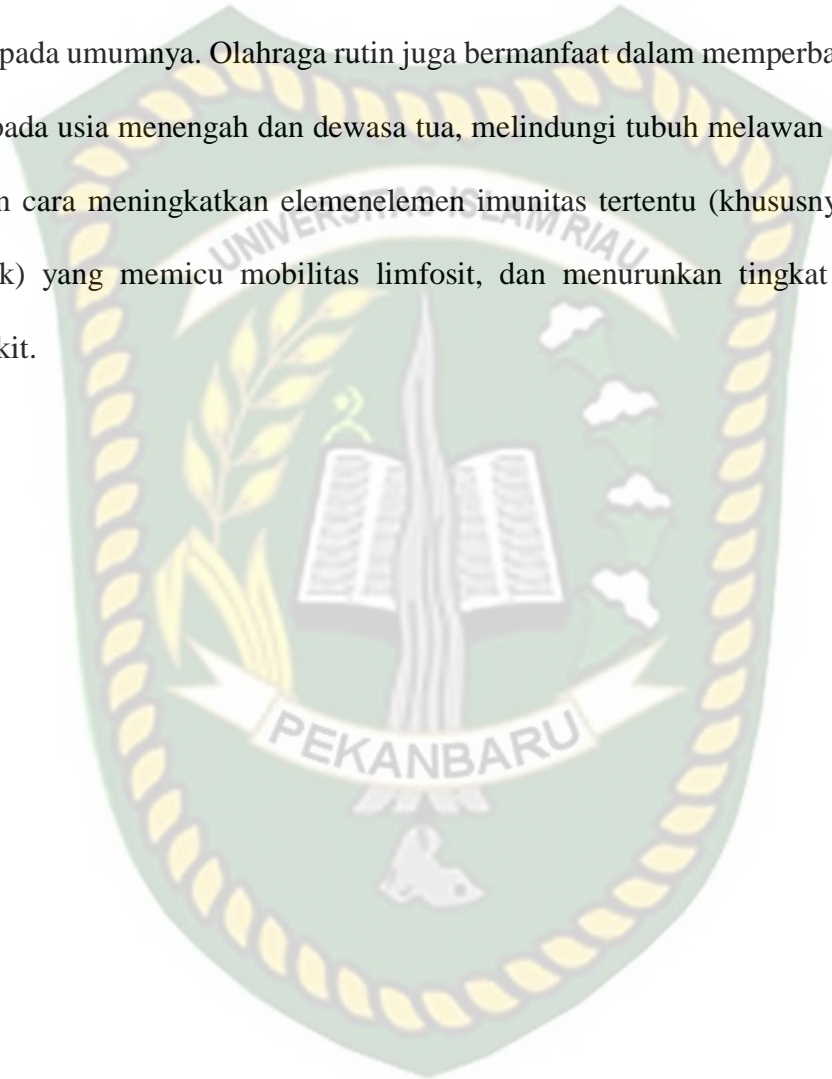 pada umumnya. Olahraga rutin juga bermanfaat dalam memperba
pada usia menengah dan dewasa tua, melindungi tubuh melawan
cara meningkatkan elemenelemen imunitas tertentu (khususny
k) yang memicu mobilitas limfosit, dan menurunkan tingkat
kit.
UNIVERSITAS ISLAM RIAU
PEKANBARU